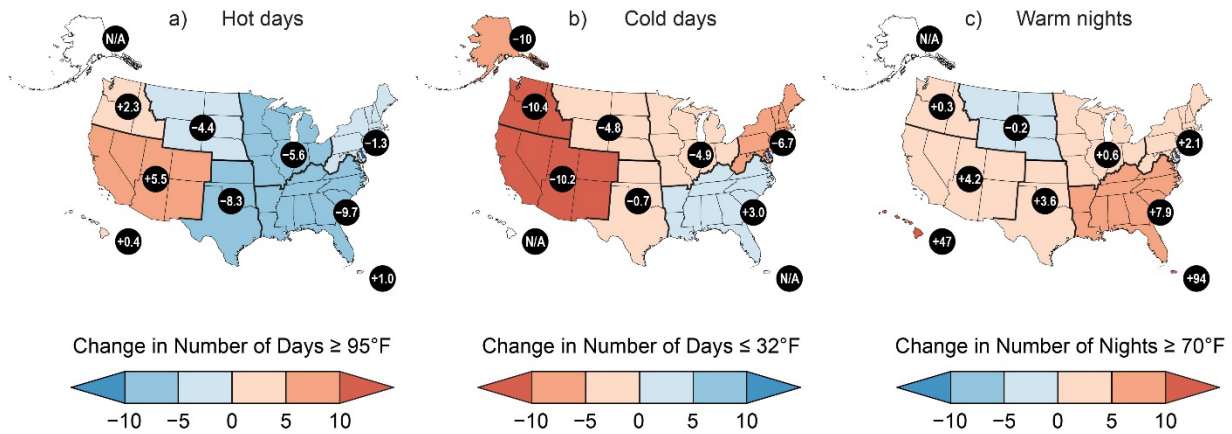 a) Hot days
N/A
+2.3
−4.4
−5.6
−1.3
+5.5
−8.3
−9.7
+0.4
+1.0
Change in Number of Days ≥ 95°F
−10 −5 0 5 10
b) Cold days
−10
−10.4
−4.8
−4.9
−6.7
−10.2
−0.7
+3.0
N/A
N/A
Change in Number of Days ≤ 32°F
−10 −5 0 5 10
c) Warm nights
N/A
+0.3
−0.2
+0.6
+2.1
+4.2
+3.6
+7.9
+47
+94
Change in Number of Nights ≥ 70°F
−10 −5 0 5 10